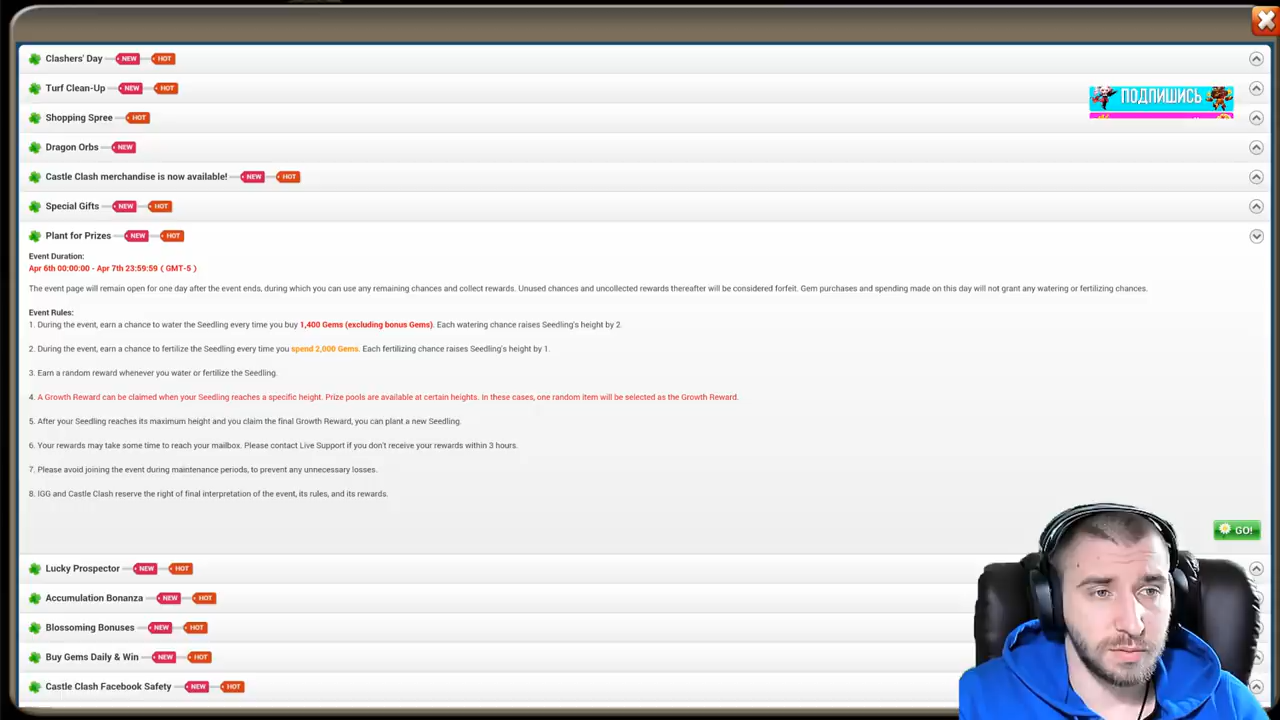 Clashers' Day NEW HOT
Turf Clean-Up NEW HOT
ПОДПИШИСЬ
Shopping Spree HOT
Dragon Orbs NEW
Castle Clash merchandise is now available! NEW HOT
Special Gifts NEW HOT
Plant for Prizes NEW HOT
Event Duration:
Apr 6th 00:00:00 - Apr 7th 23:59:59 ( GMT-5 )
The event page will remain open for one day after the event ends, during which you can use any remaining chances and collect rewards. Unused chances and uncollected rewards thereafter will be considered forfeit. Gem purchases and spending made on this day will not grant any watering or fertilizing chances.
Event Rules:
1. During the event, earn a chance to water the Seedling every time you buy 1,400 Gems (excluding bonus Gems). Each watering chance raises Seedling's height by 2.
2. During the event, earn a chance to fertilize the Seedling every time you spend 2,000 Gems. Each fertilizing chance raises Seedling's height by 1.
3. Earn a random reward whenever you water or fertilize the Seedling.
4. A Growth Reward can be claimed when your Seedling reaches a specific height. Prize pools are available at certain heights. In these cases, one random item will be selected as the Growth Reward.
5. After your Seedling reaches its maximum height and you claim the final Growth Reward, you can plant a new Seedling.
6. Your rewards may take some time to reach your mailbox. Please contact Live Support if you don't receive your rewards within 3 hours.
7. Please avoid joining the event during maintenance periods, to prevent any unnecessary losses.
8. IGG and Castle Clash reserve the right of final interpretation of the event, its rules, and its rewards.
GO!
Lucky Prospector NEW HOT
Accumulation Bonanza NEW HOT
Blossoming Bonuses NEW HOT
Buy Gems Daily & Win NEW HOT
Castle Clash Facebook Safety NEW HOT